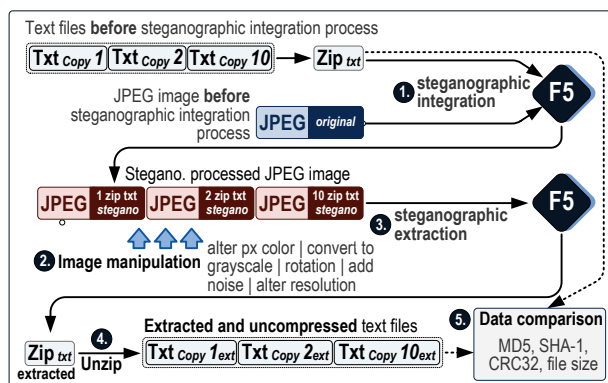 Text files before steganographic integration process
Txt Copy 1 Txt Copy 2 Txt Copy 10 Zip txt
1. steganographic
integration
F5
JPEG image before
steganographic integration
process
JPEG original
Stegano. processed JPEG image
JPEG 1 zip txt stegano JPEG 2 zip txt stegano JPEG 10 zip txt stegano
3. steganographic
extraction
F5
2. Image manipulation
alter px color | convert to
grayscale | rotation | add
noise | alter resolution
Zip txt
extracted
4.
Unzip
Extracted and uncompressed text files
Txt Copy 1ext Txt Copy 2ext Txt Copy 10ext
5. Data comparison
MD5, SHA-1,
CRC32, file size